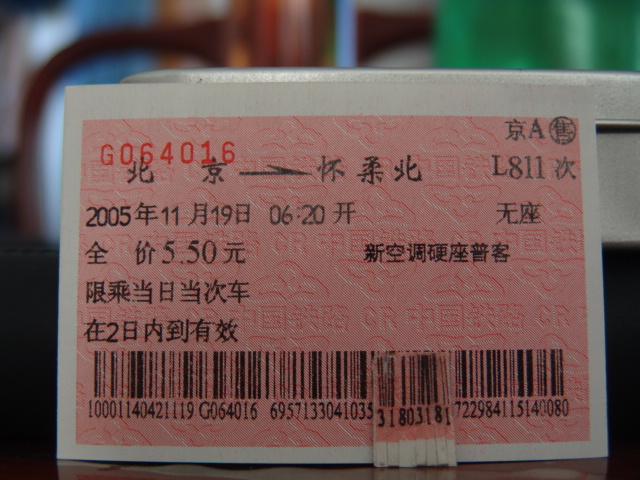 京A 售
G064016
北 京 怀柔北 L811次
2005年11月19日 06:20开 无座
全 价5.50元 新空调硬座普客
限乘当日当次车
在2日内到有效
10001140421119 G064016 6957133041035 31803181 722984115140080